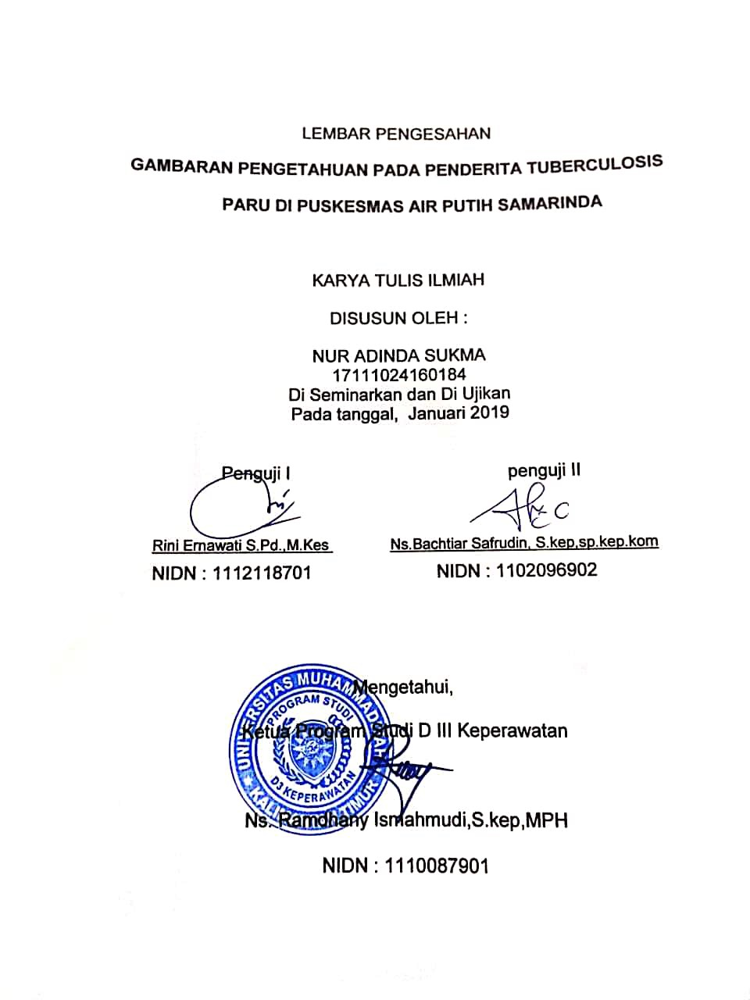 LEMBAR PENGESAHAN
GAMBARAN PENGETAHUAN PADA PENDERITA TUBERCULOSIS
PARU DI PUSKESMAS AIR PUTIH SAMARINDA
KARYA TULIS ILMIAH
DISUSUN OLEH :
NUR ADINDA SUKMA
17111024160184
Di Seminarkan dan Di Ujikan
Pada tanggal, Januari 2019
Penguji I
penguji II
Rini Ernawati S.Pd.,M.Kes
Ns.Bachtiar Safrudin, S.kep,sp.kep.kom
NIDN : 1112118701
NIDN : 1102096902
Mengetahui,
Ketua Program Studi D III Keperawatan
UNIVERSITAS MUHAMMADIYAH
PROGRAM STUDI
D3 KEPERAWATAN
TIMUR
Ns. Ramdhany Ismahmudi,S.kep,MPH
NIDN : 1110087901